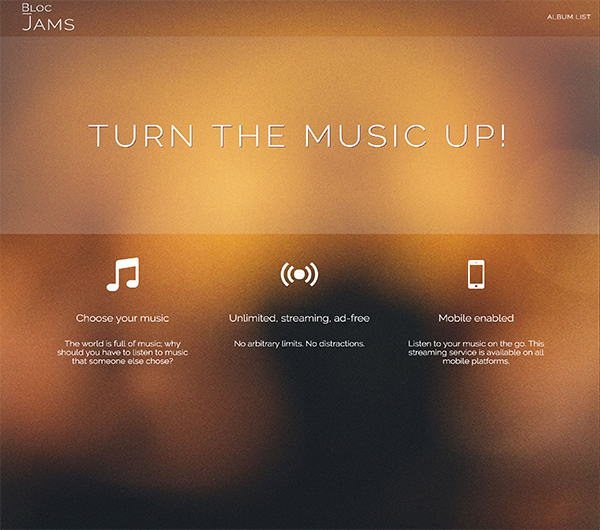 BLOC
JAMS
ALBUM LIST
TURN THE MUSIC UP!
Choose your music
The world is full of music; why
should you have to listen to music
that someone else chose?
Unlimited, streaming, ad-free
No arbitrary limits. No distractions.
Mobile enabled
Listen to your music on the go. This
streaming service is available on all
mobile platforms.